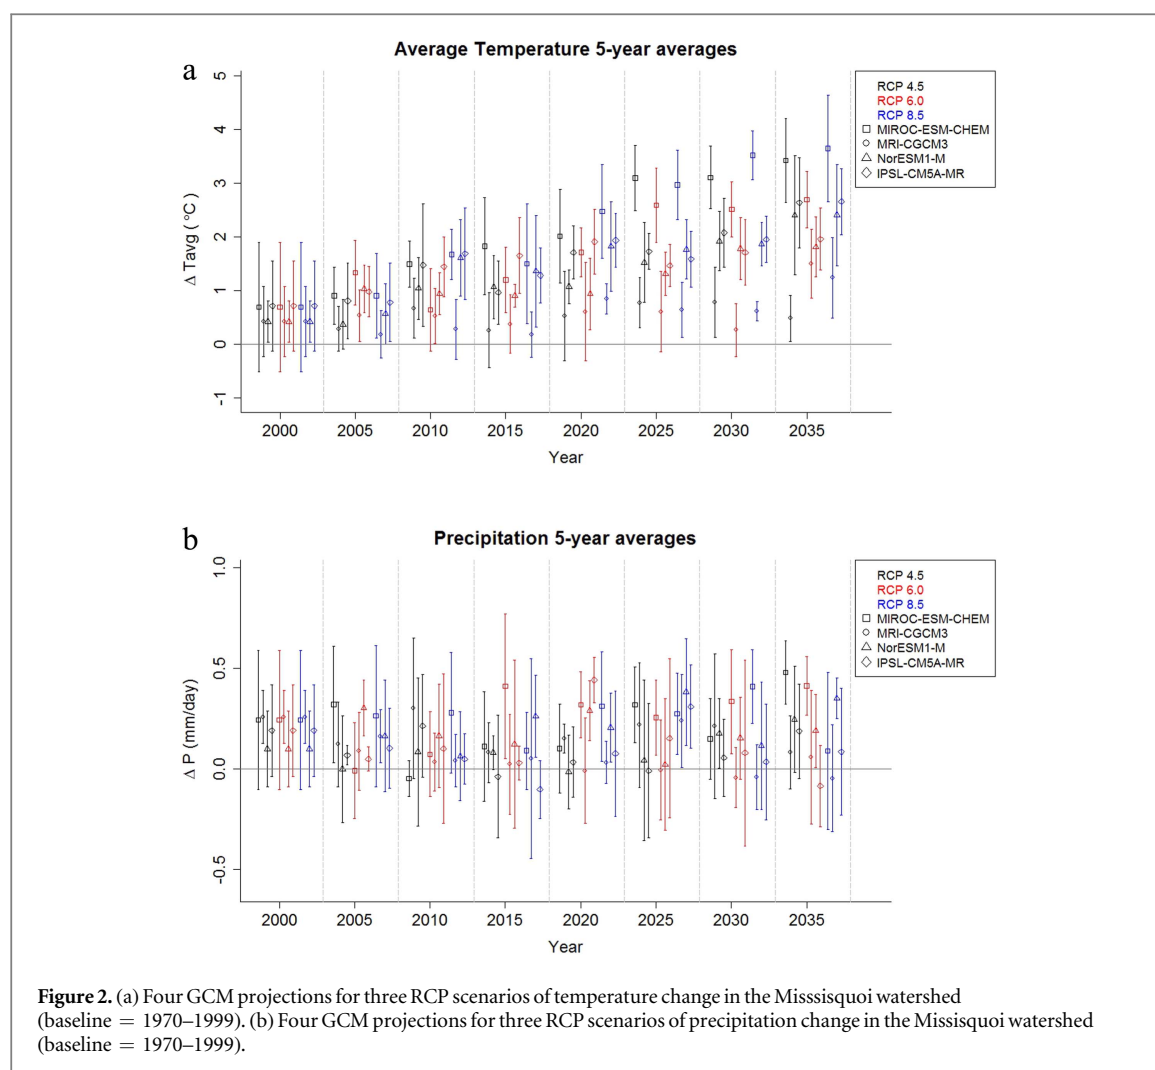 a
Average Temperature 5-year averages
5
4
3
2
1
0
-1
Δ Tavg (°C)
2000 2005 2010 2015 2020 2025 2030 2035
Year
RCP 4.5
RCP 6.0
RCP 8.5
MIROC-ESM-CHEM
MRI-CGCM3
NorESM1-M
IPSL-CM5A-MR
b
Precipitation 5-year averages
1.0
0.5
0.0
-0.5
Δ P (mm/day)
2000 2005 2010 2015 2020 2025 2030 2035
Year
RCP 4.5
RCP 6.0
RCP 8.5
MIROC-ESM-CHEM
MRI-CGCM3
NorESM1-M
IPSL-CM5A-MR
Figure 2. (a) Four GCM projections for three RCP scenarios of temperature change in the Misssisquoi watershed
(baseline = 1970–1999). (b) Four GCM projections for three RCP scenarios of precipitation change in the Missisquoi watershed
(baseline = 1970–1999).